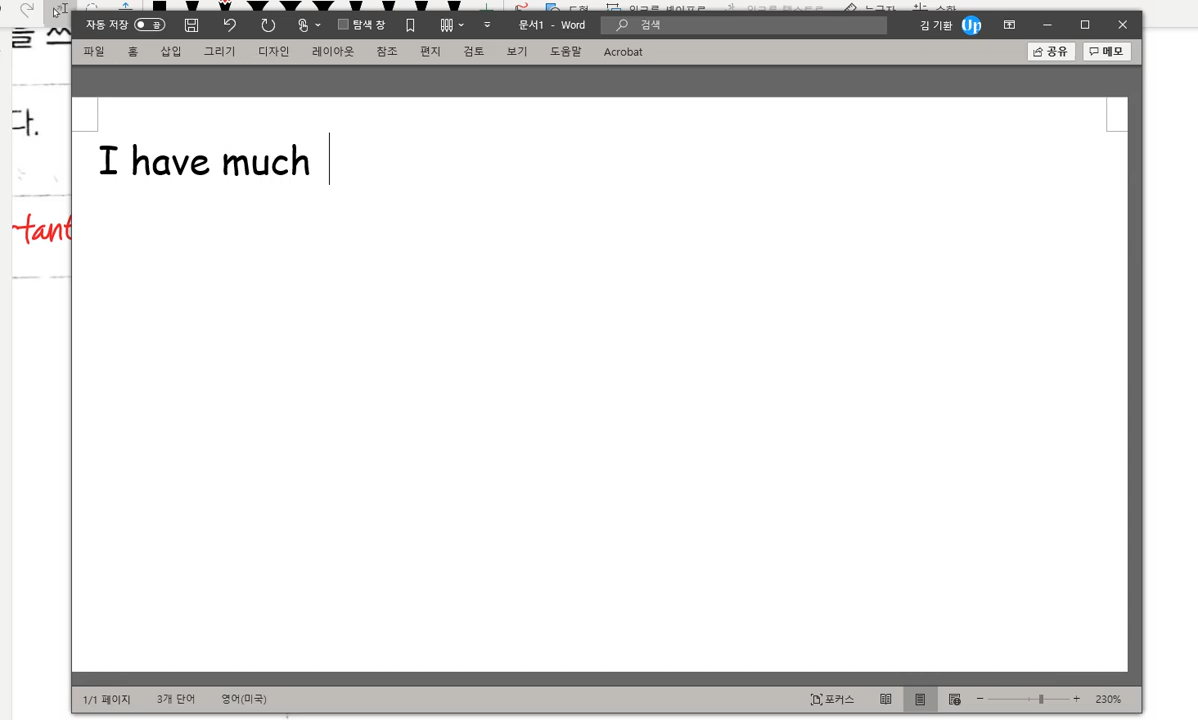 자동 저장 끔 탐색 창 문서1 - Word 검색 김 기환 Up
파일 홈 삽입 그리기 디자인 레이아웃 참조 편지 검토 보기 도움말 Acrobat 공유 메모
다.
I have much
rtant
1/1 페이지 3개 단어 영어(미국) 포커스 - + 230%